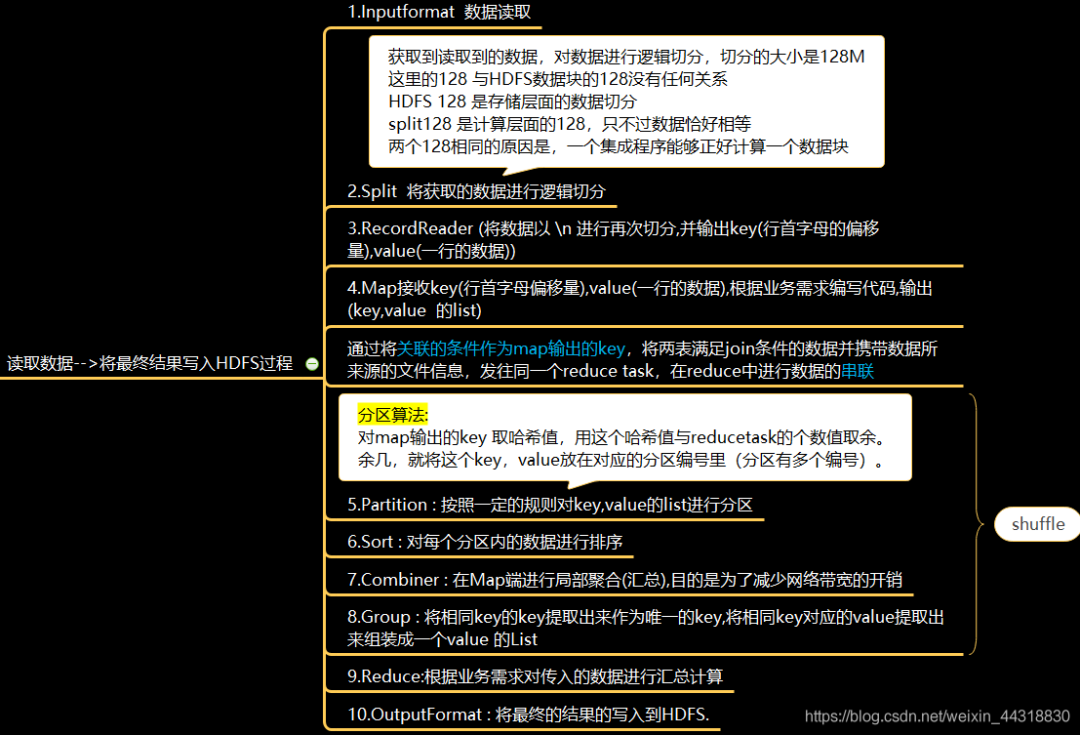 1.Inputformat 数据读取
获取到读取到的数据，对数据进行逻辑切分，切分的大小是128M
这里的128 与HDFS数据块的128没有任何关系
HDFS 128 是存储层面的数据切分
split128 是计算层面的128，只不过数据恰好相等
两个128相同的原因是，一个集成程序能够正好计算一个数据块
2.Split 将获取的数据进行逻辑切分
3.RecordReader (将数据以 \n 进行再次切分,并输出key(行首字母的偏移
量),value(一行的数据))
4.Map接收key(行首字母偏移量),value(一行的数据),根据业务需求编写代码,输出
(key,value 的list)
读取数据-->将最终结果写入HDFS过程
通过将关联的条件作为map输出的key，将两表满足join条件的数据并携带数据所
来源的文件信息，发往同一个reduce task，在reduce中进行数据的串联
分区算法:
对map输出的key 取哈希值，用这个哈希值与reducetask的个数值取余。
余几，就将这个key，value放在对应的分区编号里（分区有多个编号）。
5.Partition : 按照一定的规则对key,value的list进行分区
shuffle
6.Sort : 对每个分区内的数据进行排序
7.Combiner : 在Map端进行局部聚合(汇总),目的是为了减少网络带宽的开销
8.Group : 将相同key的key提取出来作为唯一的key,将相同key对应的value提取出
来组装成一个value 的List
9.Reduce:根据业务需求对传入的数据进行汇总计算
10.OutputFormat : 将最终的结果的写入到HDFS.
https://blog.csdn.net/weixin_44318830